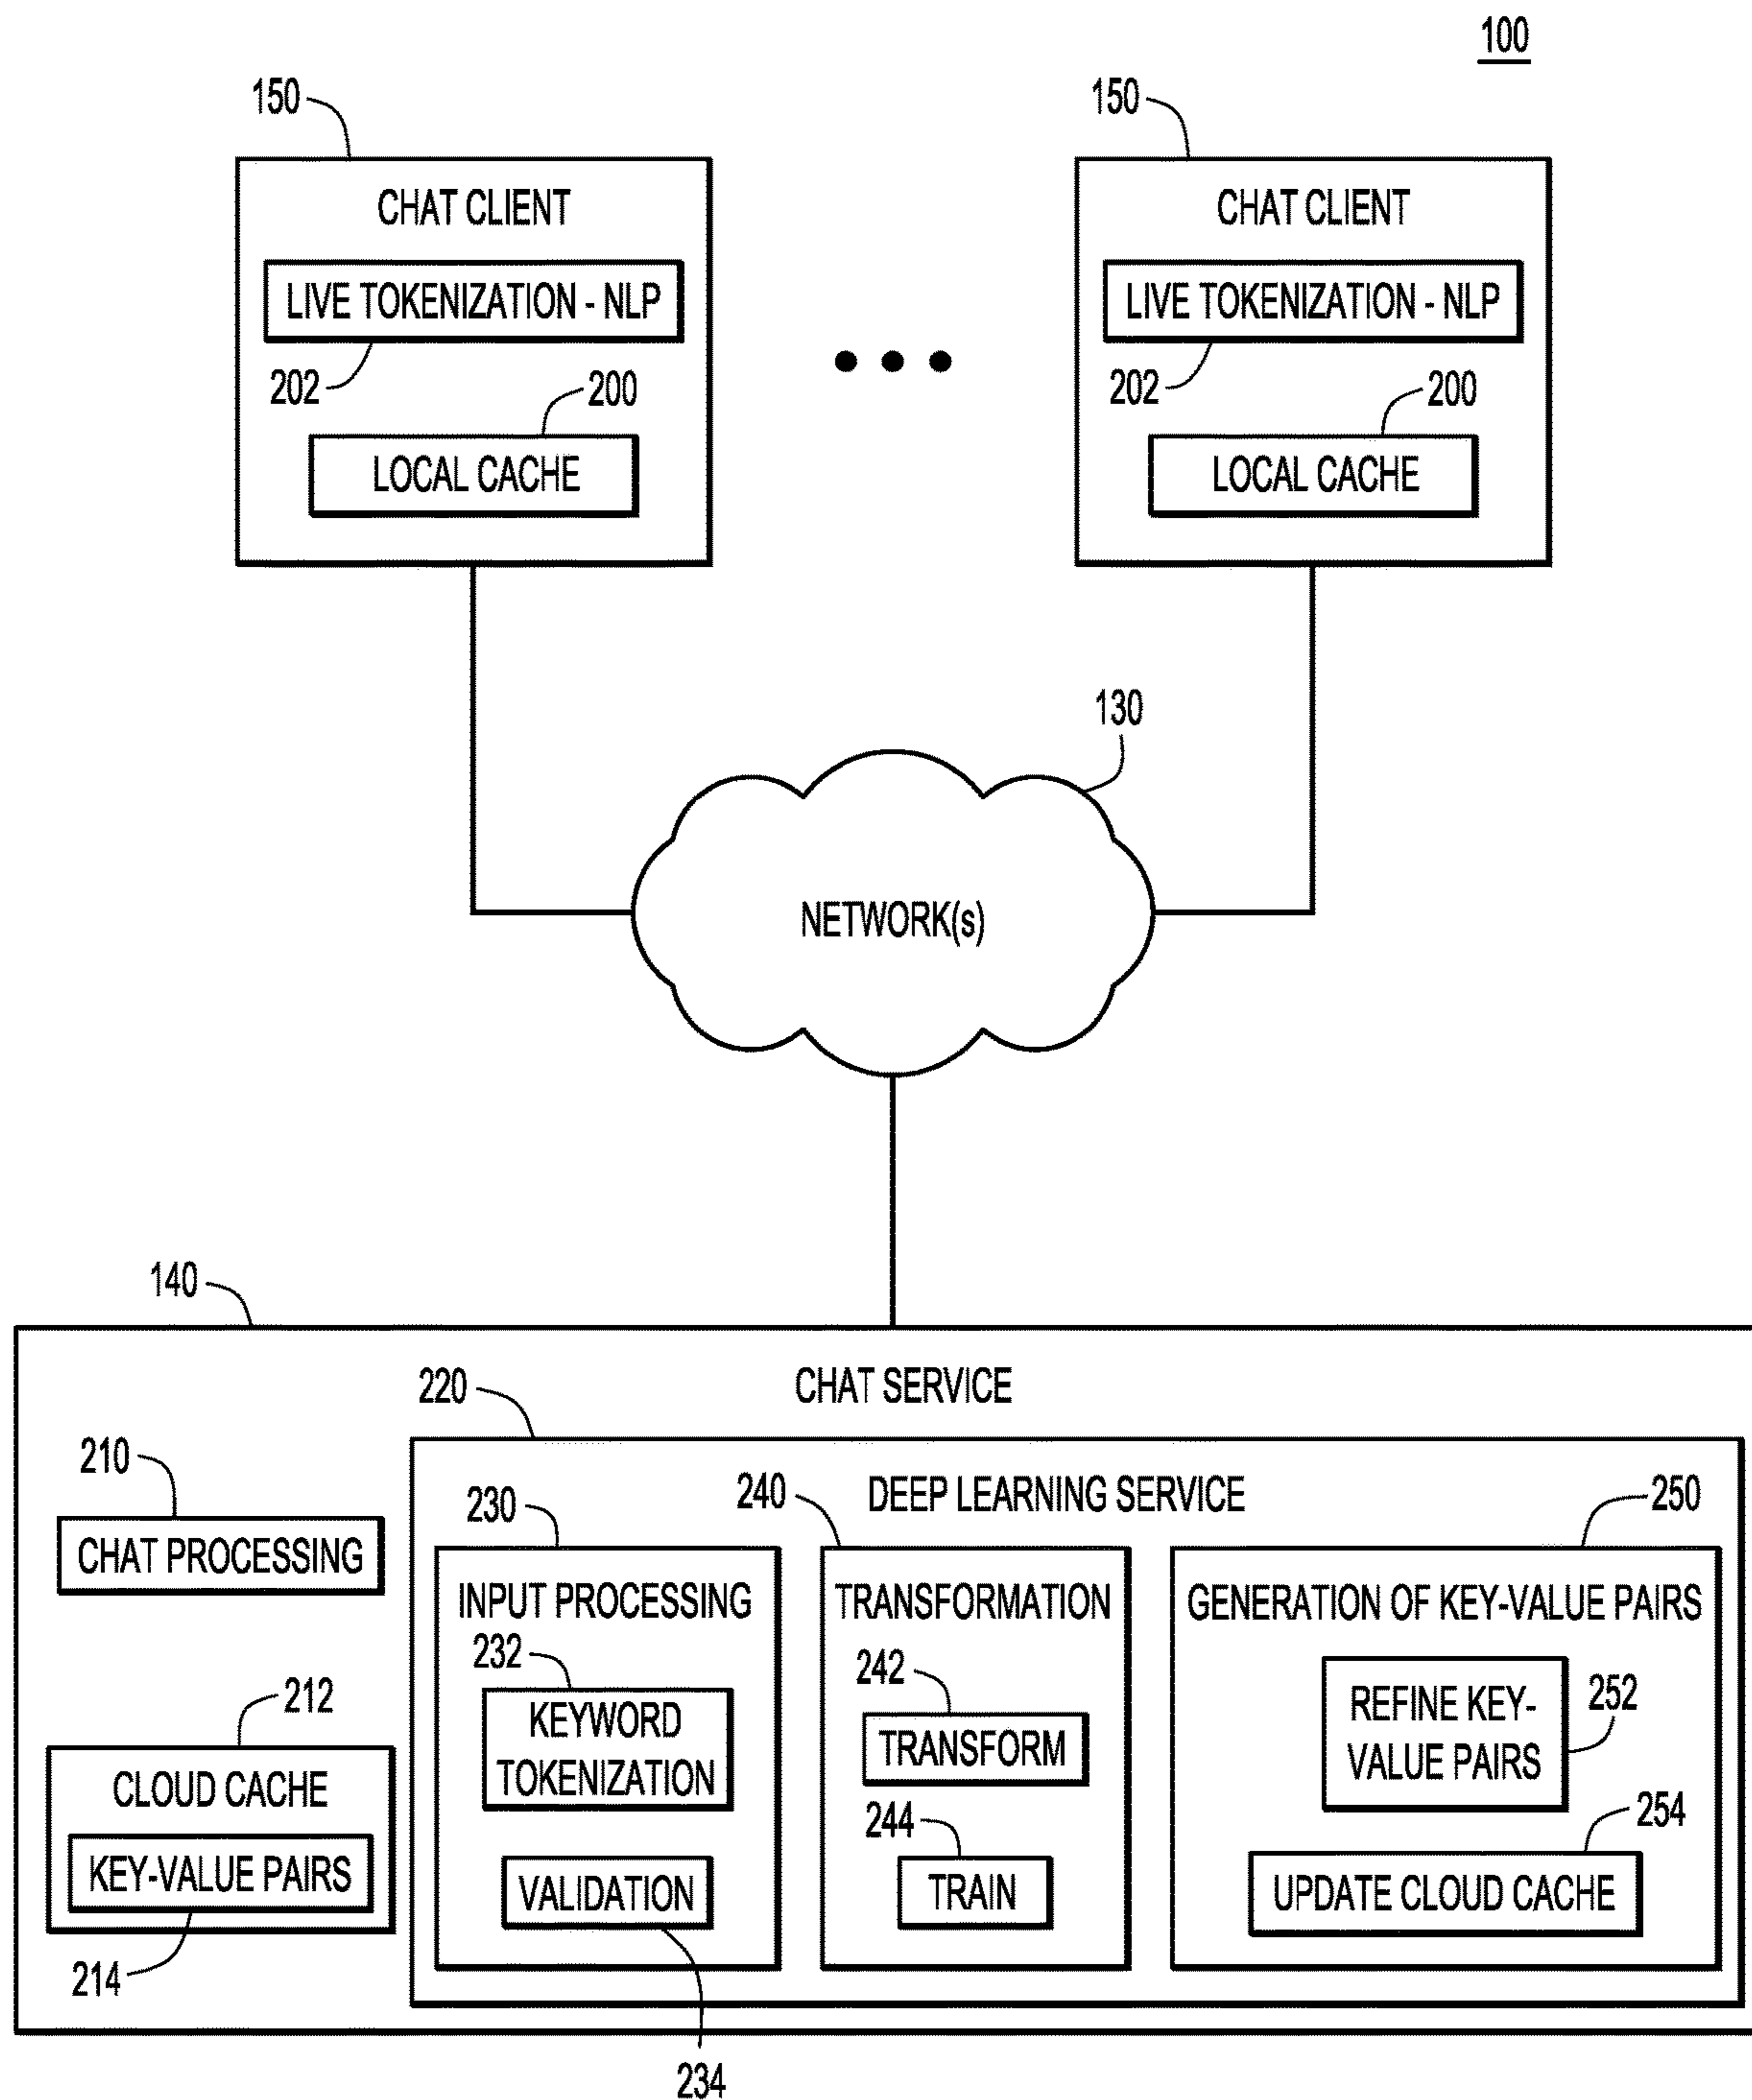 100
150
150
CHAT CLIENT
CHAT CLIENT
LIVE TOKENIZATION - NLP
LIVE TOKENIZATION - NLP
202
200
202
200
LOCAL CACHE
LOCAL CACHE
130
NETWORK(s)
140
CHAT SERVICE
220
210
CHAT PROCESSING
DEEP LEARNING SERVICE
230
240
250
INPUT PROCESSING
232
KEYWORD
TOKENIZATION
VALIDATION
234
TRANSFORMATION
242
TRANSFORM
244
TRAIN
GENERATION OF KEY-VALUE PAIRS
REFINE KEY-
VALUE PAIRS
252
254
UPDATE CLOUD CACHE
212
CLOUD CACHE
KEY-VALUE PAIRS
214